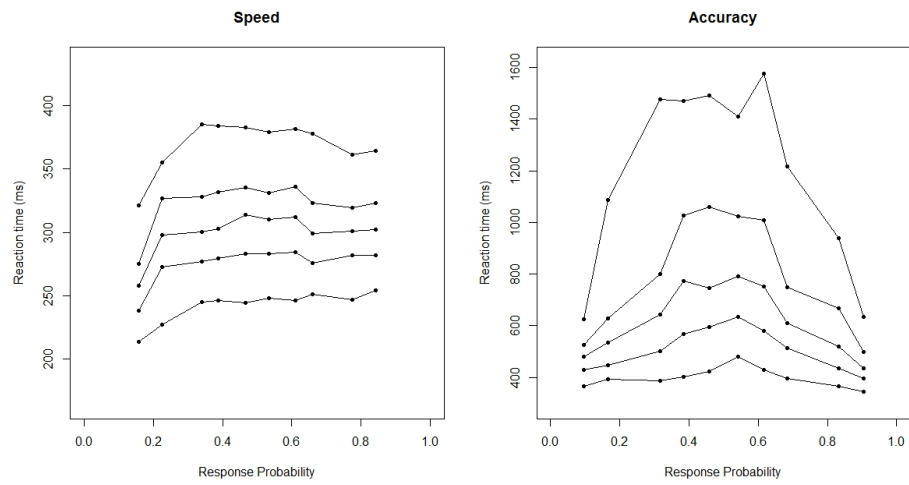 Speed
Reaction time (ms)
400
350
300
250
200
0.0 0.2 0.4 0.6 0.8 1.0
Response Probability
Accuracy
Reaction time (ms)
1600
1400
1200
1000
800
600
400
0.0 0.2 0.4 0.6 0.8 1.0
Response Probability